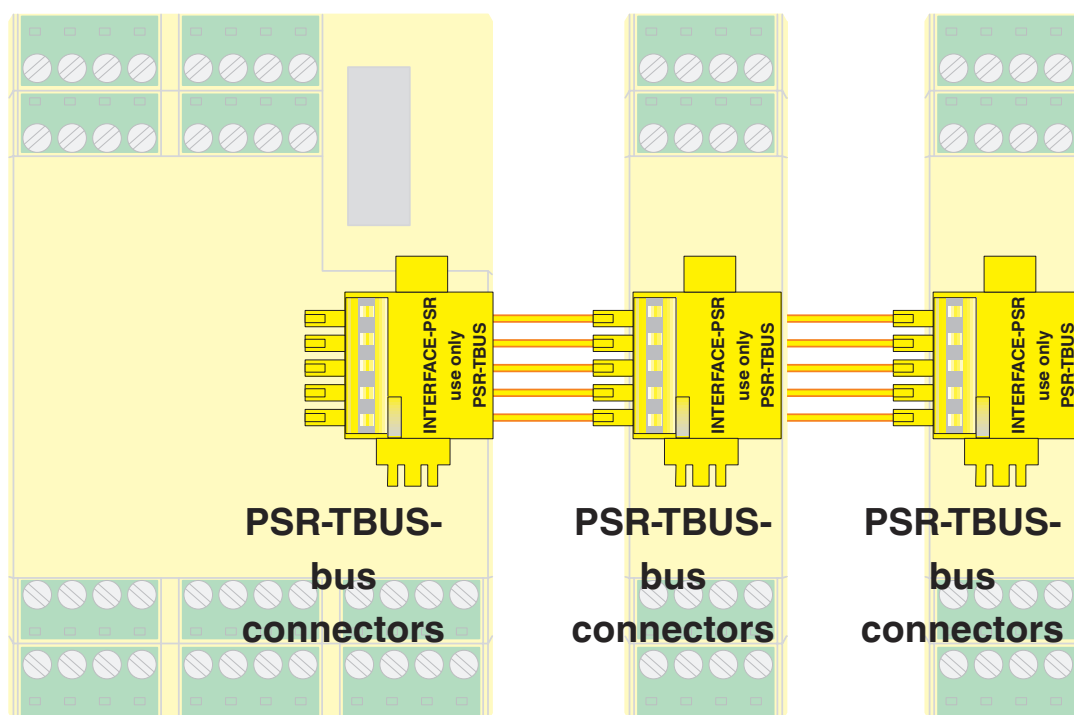 INTERFACE-PSR
use only
PSR-TBUS
INTERFACE-PSR
use only
PSR-TBUS
INTERFACE-PSR
use only
PSR-TBUS
PSR-TBUS-
bus
connectors
PSR-TBUS-
bus
connectors
PSR-TBUS-
bus
connectors